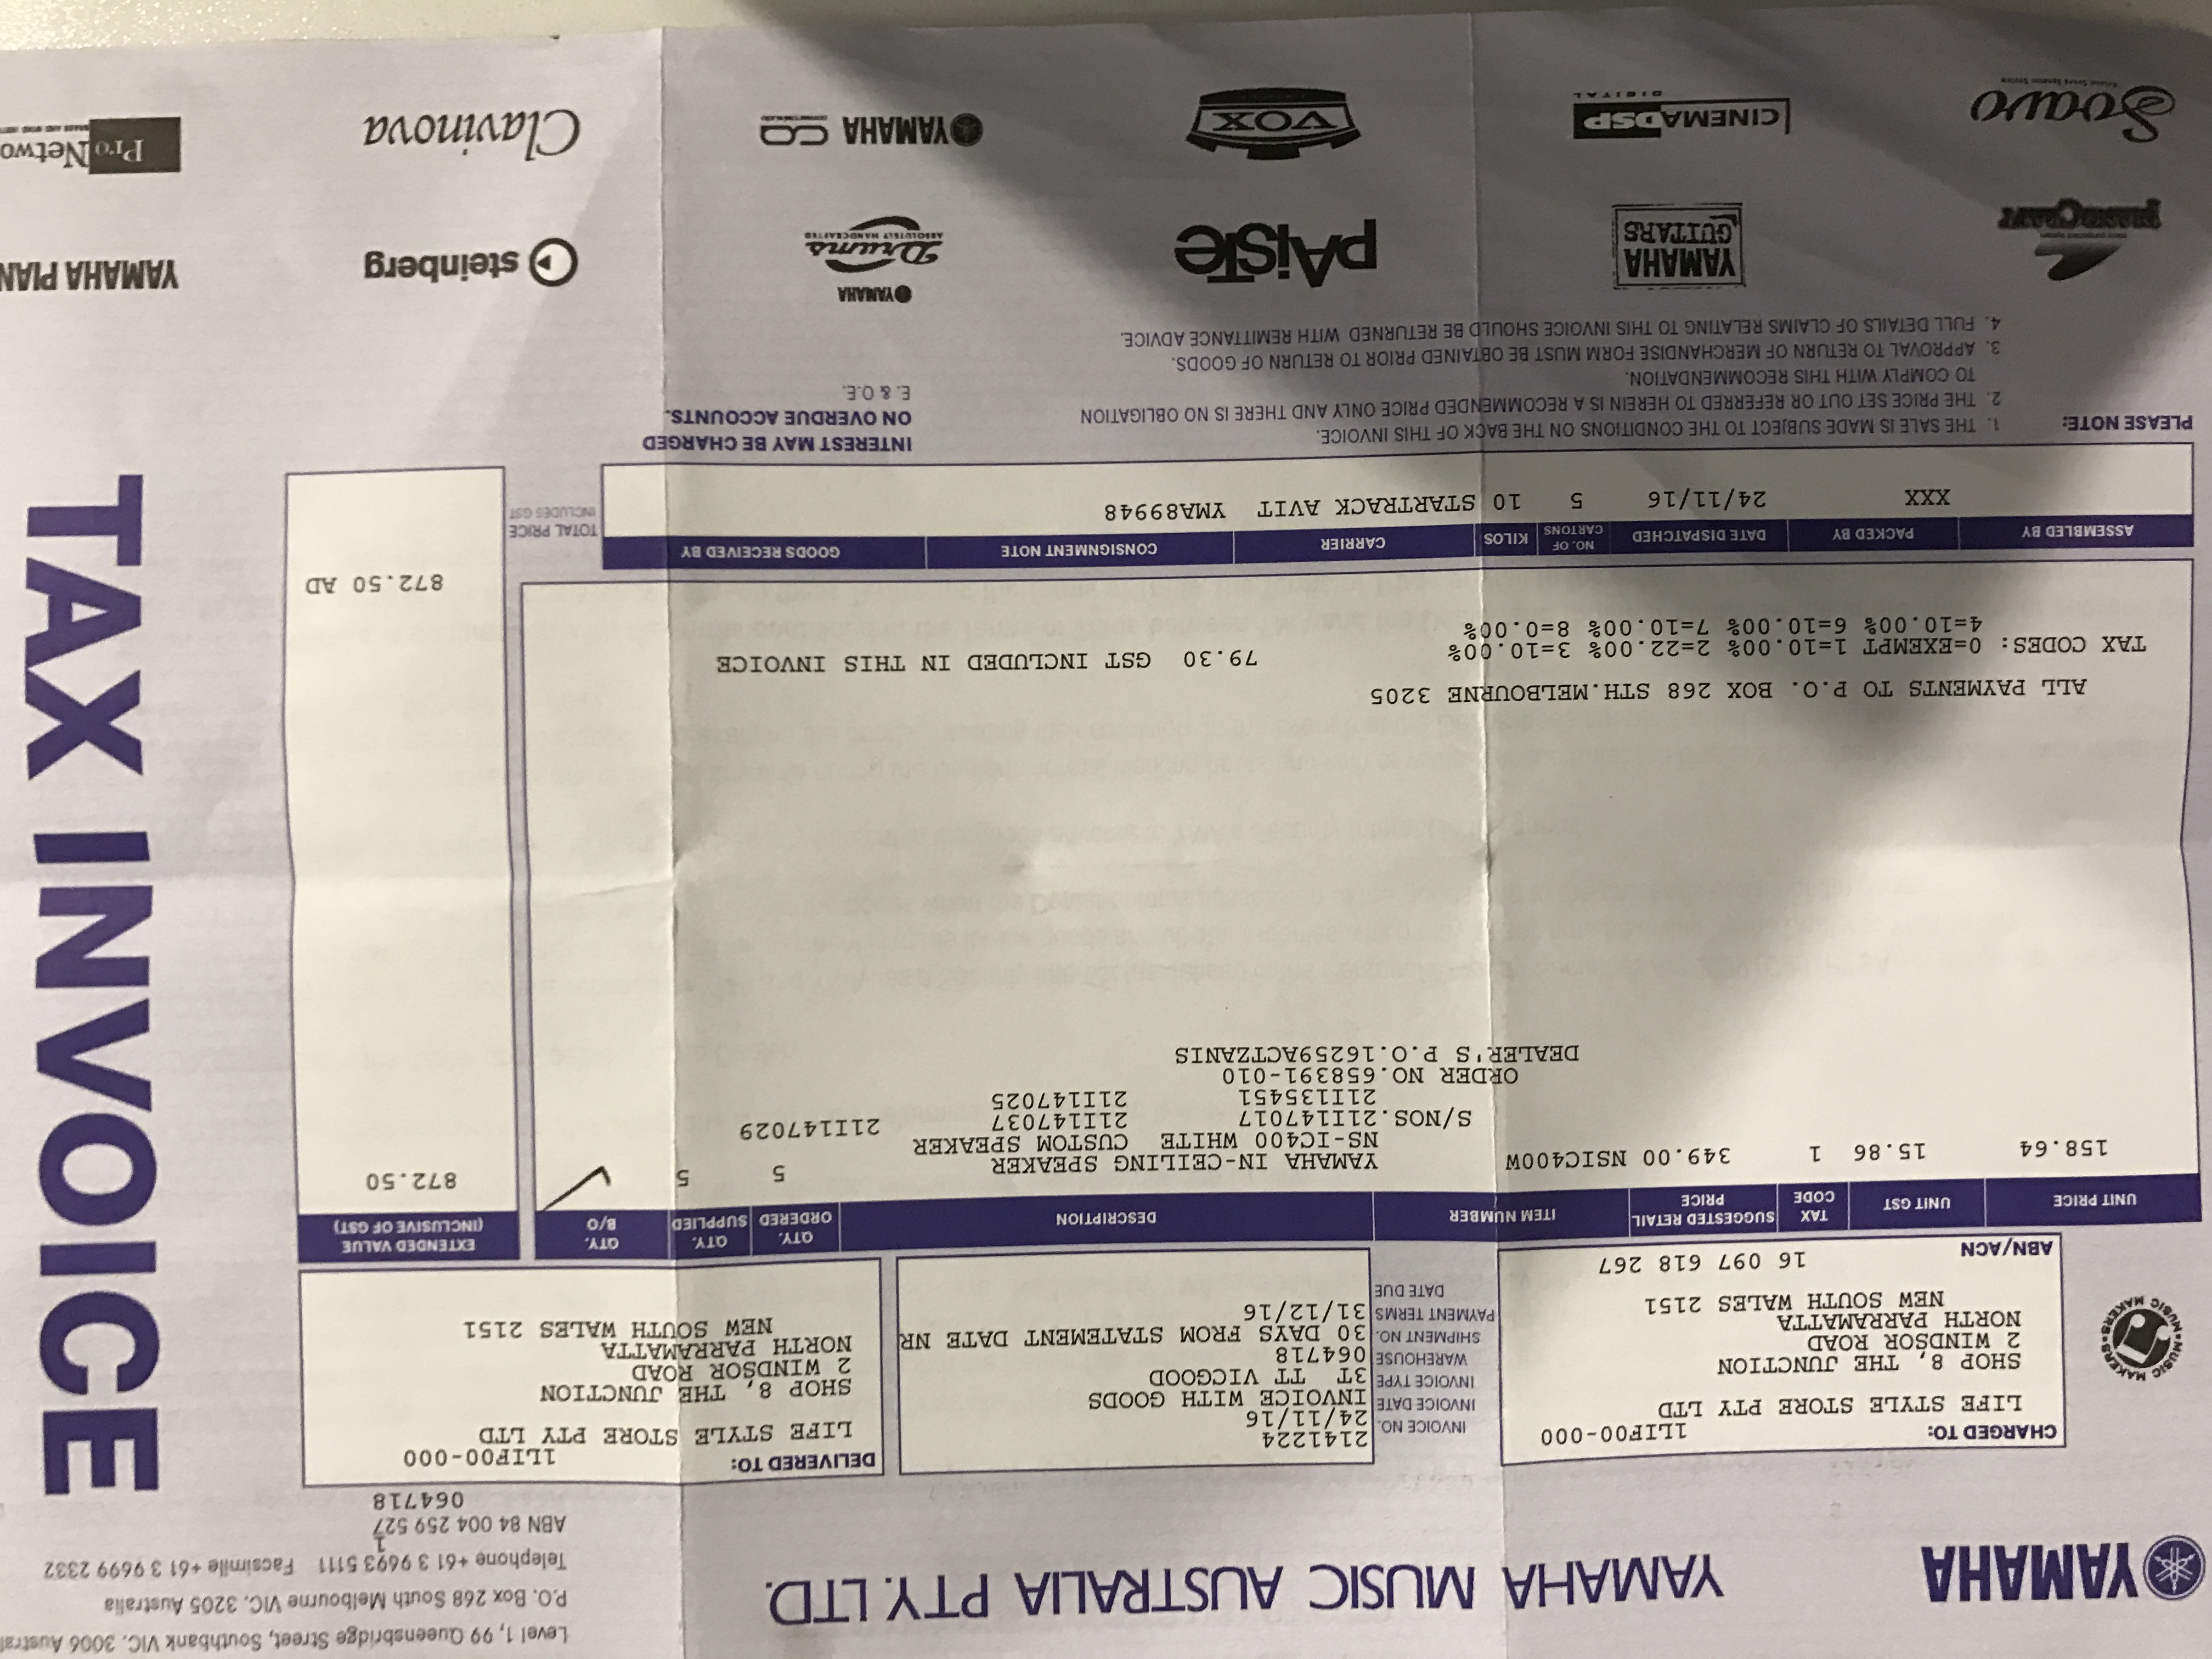 YAMAHA YAMAHA MUSIC AUSTRALIA PTY. LTD.
Level 1, 99 Queensbridge Street, Southbank VIC. 3006
P.O. Box 268 South Melbourne VIC. 3205 Australia
Telephone +61 3 9693 5111 Facsimile +61 3 9699 2332
ABN 84 004 259 527
1
064718
TAX INVOICE
MUSIC MAKERS • MUSIC MAKERS
CHARGED TO:
1LIF00-000
LIFE STYLE STORE PTY LTD
SHOP 8, THE JUNCTION
2 WINDSOR ROAD
NORTH PARRAMATTA
NEW SOUTH WALES 2151
ABN/ACN 16 097 618 267
INVOICE NO. 2141224
INVOICE DATE 24/11/16
INVOICE TYPE INVOICE WITH GOODS
WAREHOUSE 3T TTT VICGOOD
SHIPMENT NO. 064718
PAYMENT TERMS 30 DAYS FROM STATEMENT DATE NR
DATE DUE 31/12/16
DELIVERED TO:
1LIF00-000
LIFE STYLE STORE PTY LTD
SHOP 8, THE JUNCTION
2 WINDSOR ROAD
NORTH PARRAMATTA
NEW SOUTH WALES 2151
UNIT PRICE UNIT GST TAX CODE SUGGESTED RETAIL PRICE ITEM NUMBER DESCRIPTION QTY. ORDERED QTY. SUPPLIED QTY. B/O EXTENDED VALUE (INCLUSIVE OF GST)
158.64 15.86 1 349.00 NSIC400W YAMAHA IN-CEILING SPEAKER 5 5 872.50
NS-IC400 WHITE CUSTOM SPEAKER
S/NOS.21I147017 21I147037 21I147029
21I135451 21I147025
ORDER NO.658391-010
DEALER'S P.O.16259ACTZANIS
ALL PAYMENTS TO P.O. BOX 268 STH.MELBOURNE 3205
79.30 GST INCLUDED IN THIS INVOICE
TAX CODES: 0=EXEMPT 1=10.00% 2=22.00% 3=10.00%
4=10.00% 6=10.00% 7=10.00% 8=0.00%
872.50 AD
TOTAL PRICE
INCLUDES GST
ASSEMBLED BY PACKED BY DATE DISPATCHED NO. OF CARTONS KILOS CARRIER CONSIGNMENT NOTE GOODS RECEIVED BY
XXX 24/11/16 5 10 STARTRACK AVIT YMA89948
PLEASE NOTE:
1. THE SALE IS MADE SUBJECT TO THE CONDITIONS ON THE BACK OF THIS INVOICE.
2. THE PRICE SET OUT OR REFERRED TO HEREIN IS A RECOMMENDED PRICE ONLY AND THERE IS NO OBLIGATION
TO COMPLY WITH THIS RECOMMENDATION.
3. APPROVAL TO RETURN OF MERCHANDISE FORM MUST BE OBTAINED PRIOR TO RETURN OF GOODS.
4. FULL DETAILS OF CLAIMS RELATING TO THIS INVOICE SHOULD BE RETURNED WITH REMITTANCE ADVICE.
INTEREST MAY BE CHARGED
ON OVERDUE ACCOUNTS.
E. & O.E.
YAMAHA GUITARS
PAiSTe
YAMAHA
Drums
ABSOLUTELY HANDCRAFTED
steinberg
YAMAHA
Soavo
CINEMA DSP
DIGITAL
VOX
YAMAHA
Clavinova
Pro